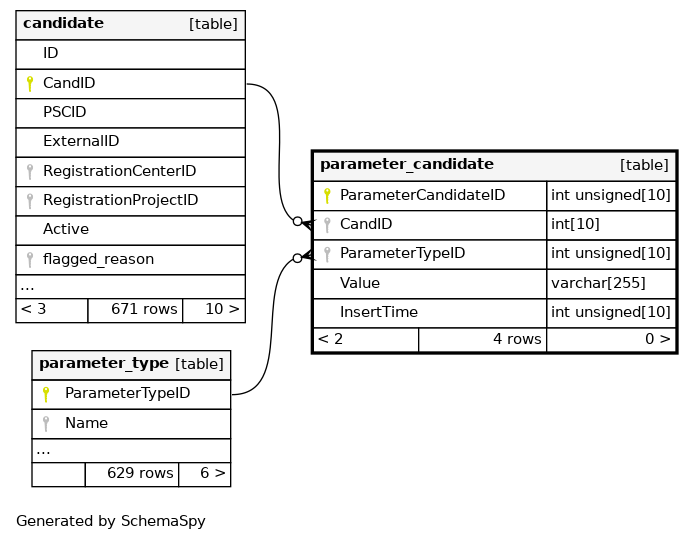 candidate [table]
ID
CandID
PSCID
ExternalID
RegistrationCenterID
RegistrationProjectID
Active
flagged_reason
...
< 3 671 rows 10 >
parameter_candidate [table]
ParameterCandidateID int unsigned[10]
CandID int[10]
ParameterTypeID int unsigned[10]
Value varchar[255]
InsertTime int unsigned[10]
< 2 4 rows 0 >
parameter_type [table]
ParameterTypeID
Name
...
629 rows 6 >
Generated by SchemaSpy